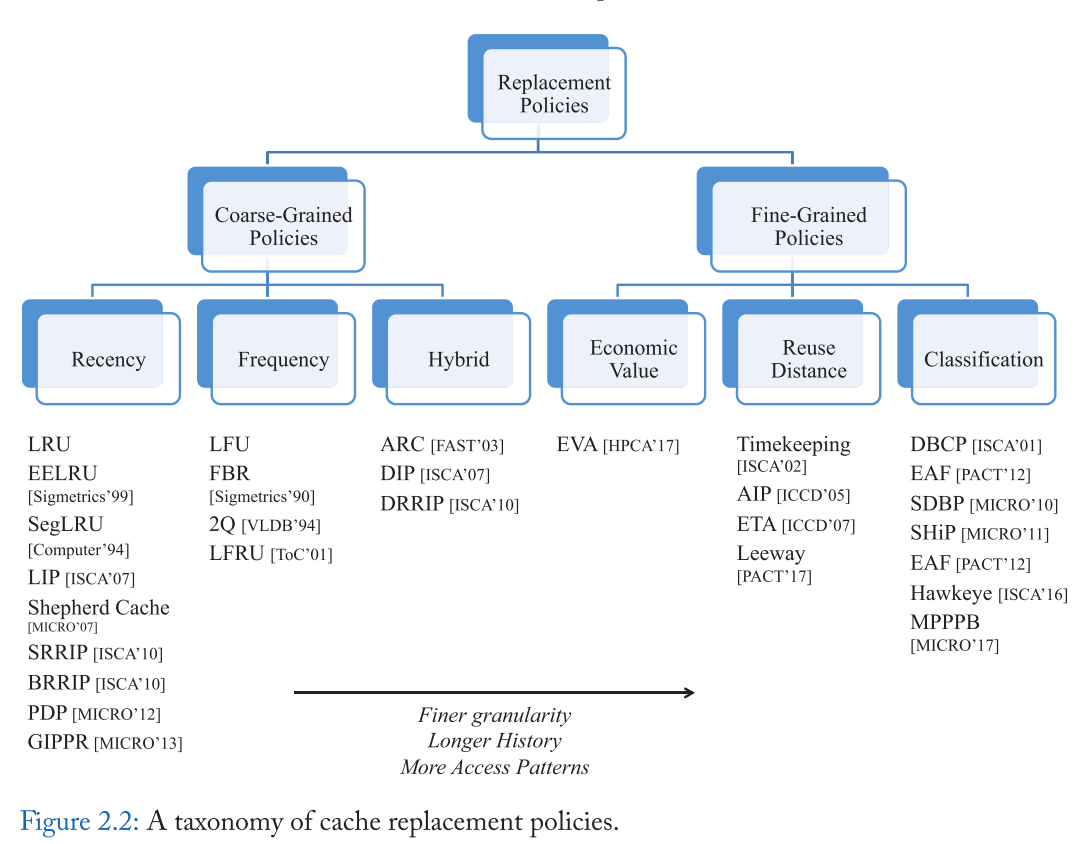 Replacement
Policies
Coarse-Grained
Policies
Fine-Grained
Policies
Recency
Frequency
Hybrid
Economic
Value
Reuse
Distance
Classification
LRU
EELRU
[Sigmetrics’99]
SegLRU
[Computer’94]
LIP [ISCA’07]
Shepherd Cache
[MICRO’07]
SRRIP [ISCA’10]
BRRIP [ISCA’10]
PDP [MICRO’12]
GIPPR [MICRO’13]
LFU
FBR
[Sigmetrics’90]
2Q [VLDB’94]
LFRU [ToC’01]
ARC [FAST’03]
DIP [ISCA’07]
DRRIP [ISCA’10]
EVA [HPCA’17]
Timekeeping
[ISCA’02]
AIP [ICCD’05]
ETA [ICCD’07]
Leeway
[PACT’17]
DBCP [ISCA’01]
EAF [PACT’12]
SDBP [MICRO’10]
SHiP [MICRO’11]
EAF [PACT’12]
Hawkeye [ISCA’16]
MPPPB
[MICRO’17]
Finer granularity
Longer History
More Access Patterns
Figure 2.2: A taxonomy of cache replacement policies.